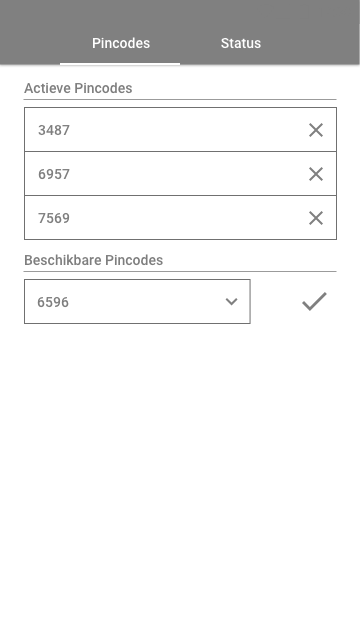 Pincodes Status
Actieve Pincodes
3487
6957
7569
Beschikbare Pincodes
6596